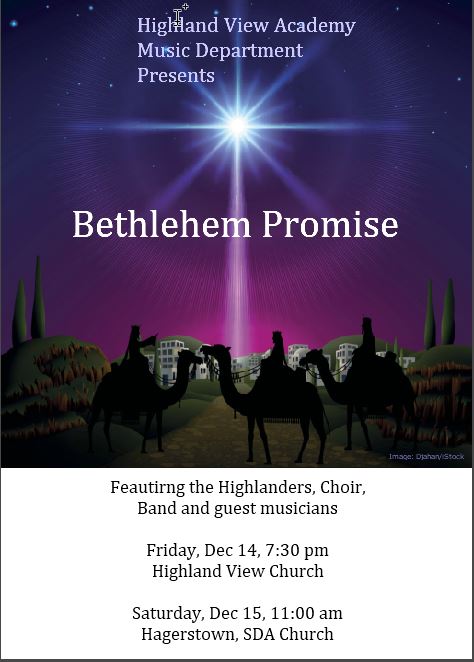 Highland View Academy
Music Department
Presents
Bethlehem Promise
Image: Djahan/iStock
Feautirng the Highlanders, Choir,
Band and guest musicians
Friday, Dec 14, 7:30 pm
Highland View Church
Saturday, Dec 15, 11:00 am
Hagerstown, SDA Church